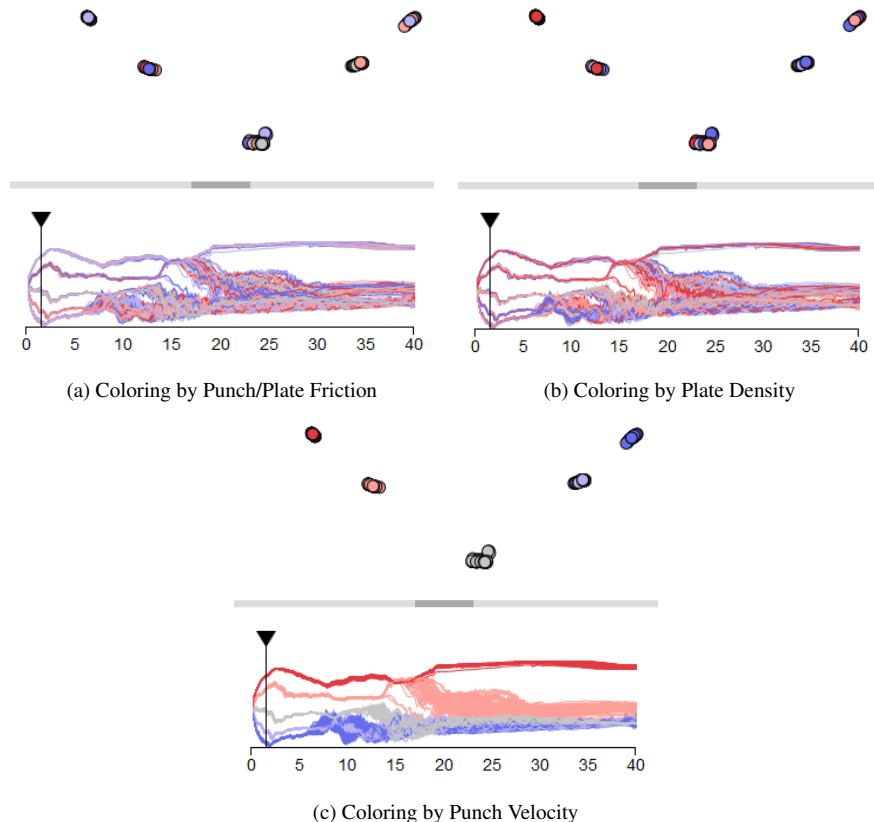 0 5 10 15 20 25 30 35 40
0 5 10 15 20 25 30 35 40
(a) Coloring by Punch/Plate Friction
(b) Coloring by Plate Density
0 5 10 15 20 25 30 35 40
(c) Coloring by Punch Velocity